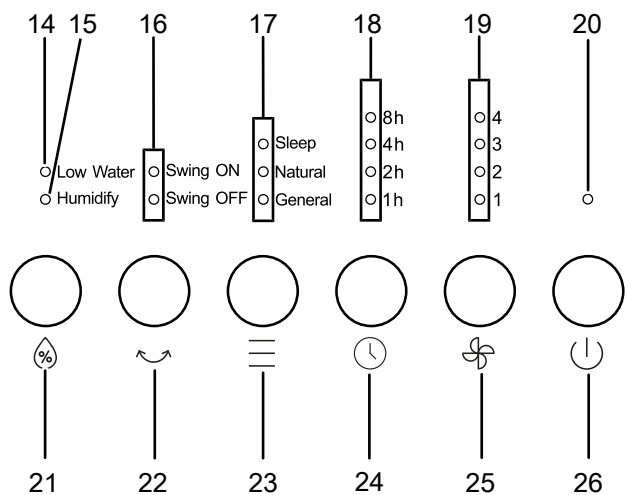 14 15 16 17 18 19 20
8h 4
Sleep 4h 3
Low Water Swing ON Natural 2h 2
Humidify Swing OFF General 1h 1
%
21 22 23 24 25 26